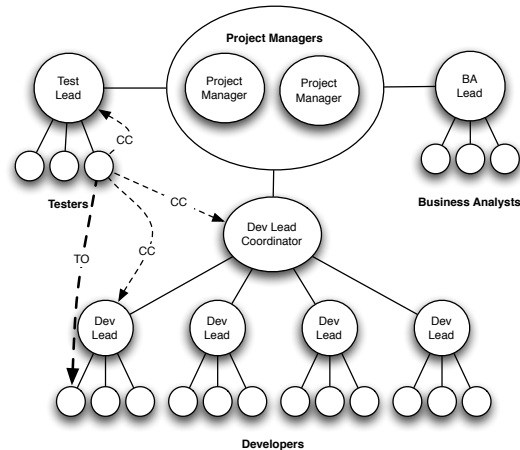 Project Managers
Test
Lead
Project
Manager
Project
Manager
BA
Lead
CC
Testers
Business Analysts
CC
Dev Lead
Coordinator
TO
CC
Dev
Lead
Dev
Lead
Dev
Lead
Dev
Lead
Developers